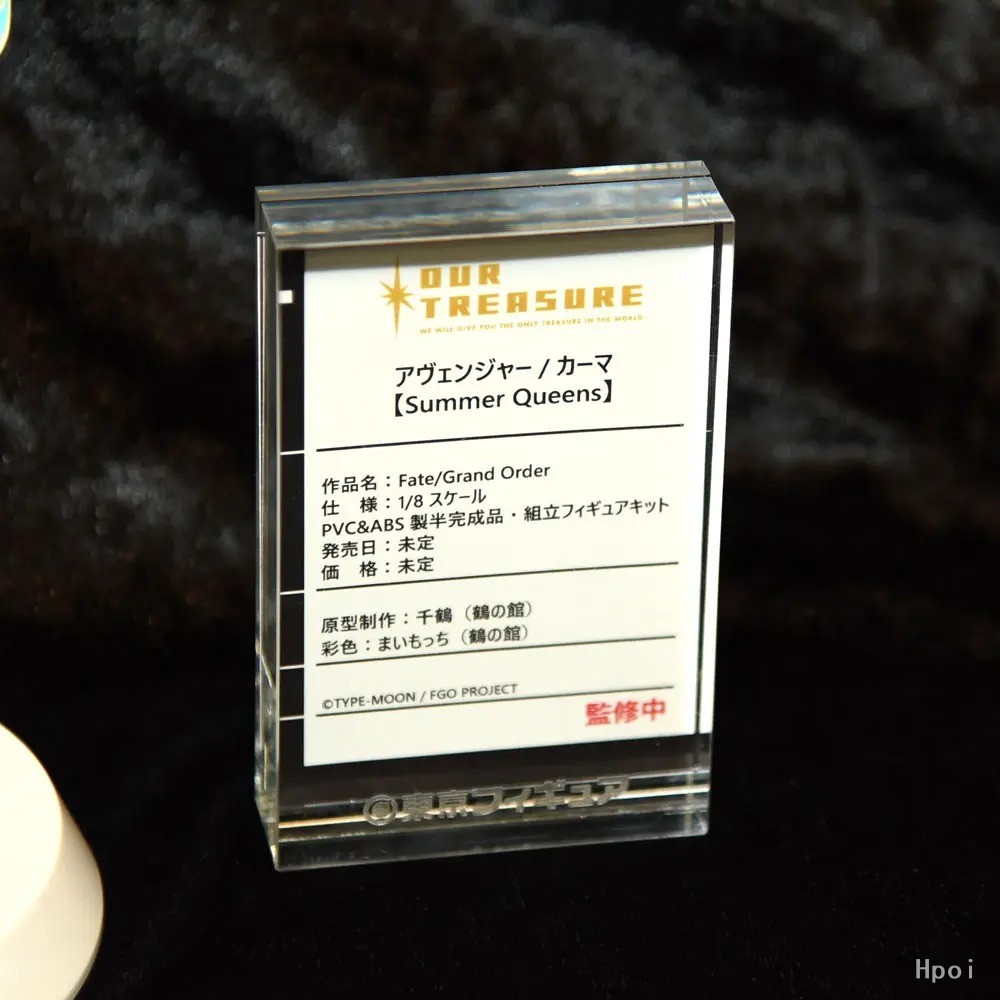 OUR
TREASURE
WE WILL GIVE YOU THE ONLY TREASURE IN THE WORLD
アヴェンジャー / カーマ
【Summer Queens】
作品名：Fate/Grand Order
仕　様：1/8 スケール
PVC&ABS 製半完成品・組立フィギュアキット
発売日：未定
価　格：未定
原型制作：千鶴（鶴の館）
彩色：まいもっち（鶴の館）
©TYPE-MOON / FGO PROJECT
監修中
東京フィギュア
Hpoi